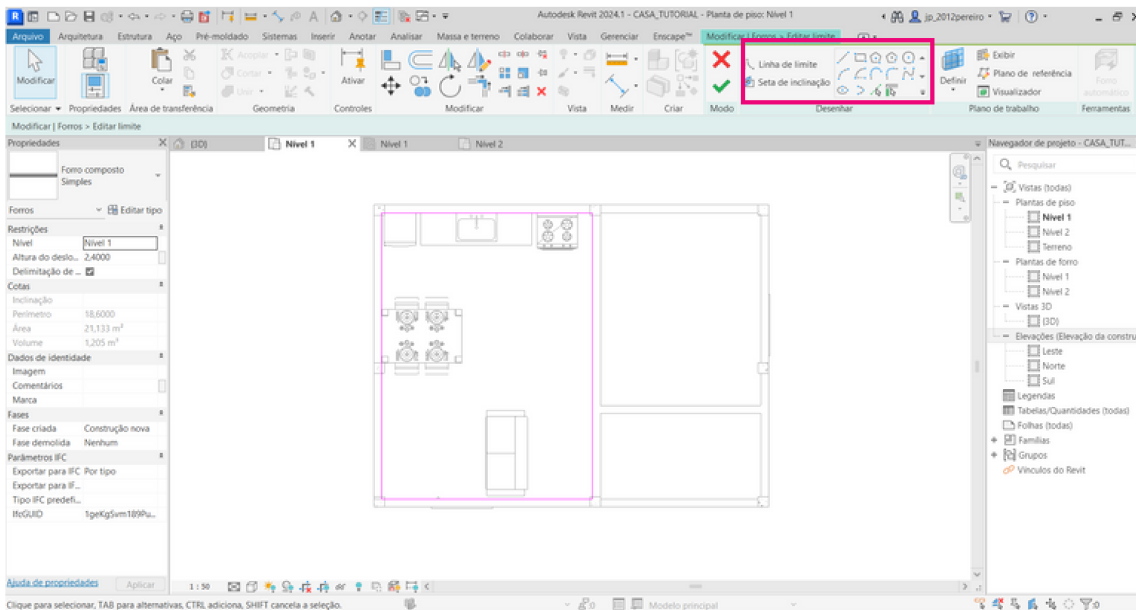 Autodesk Revit 2024.1 - CASA_TUTORIAL - Planta de piso: Nível 1
jp_2012pereiro
Arquivo Arquitetura Estrutura Aço Pré-moldado Sistemas Inserir Anotar Analisar Massa e terreno Colaborar Vista Gerenciar Enscape™ Modificar | Forros > Editar limite
Modificar
Colar
Acoplar
Cortar
Unir
Ativar
Linha de limite
Seta de inclinação
Definir
Exibir
Plano de referência
Visualizador
Forro automático
Selecionar Propriedades Área de transferência Geometria Controles Modificar Vista Medir Criar Modo Desenhar Plano de trabalho Ferramentas
Modificar | Forros > Editar limite
Propriedades
{3D} Nível 1 Nível 1 Nível 2
Navegador de projeto - CASA_TUT...
Forro composto
Simples
Forros Editar tipo
Restrições
Nível Nível 1
Altura do deslo... 2,4000
Delimitação de ...
Cotas
Inclinação
Perímetro 18,6000
Área 21,133 m²
Volume 1,205 m³
Dados de identidade
Imagem
Comentários
Marca
Fases
Fase criada Construção nova
Fase demolida Nenhum
Parâmetros IFC
Exportar para IFC Por tipo
Exportar para IF...
Tipo IFC predefi...
IfcGUID 1peKgSvm189Pu...
Ajuda de propriedades Aplicar
Pesquisar
Vistas (todas)
Plantas de piso
Nível 1
Nível 2
Terreno
Plantas de forro
Nível 1
Nível 2
Vistas 3D
{3D}
Elevações (Elevação da constru
Leste
Norte
Sul
Legendas
Tabelas/Quantidades (todas)
Folhas (todas)
Famílias
Grupos
Vínculos do Revit
1 : 50
Clique para selecionar, TAB para alternativas, CTRL adiciona, SHIFT cancela a seleção.
:0
Modelo principal
:0